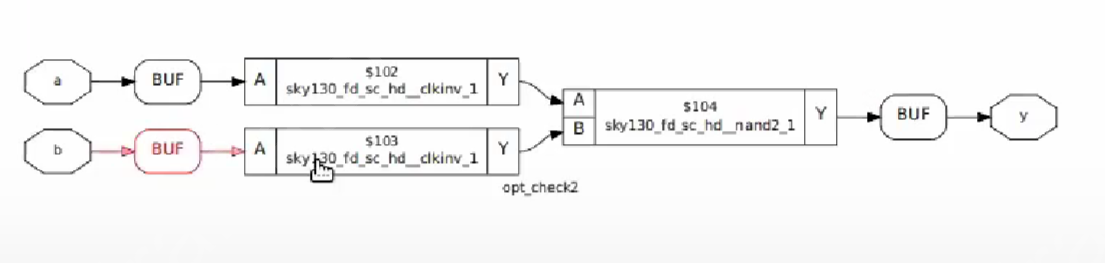 a
BUF
A
$102
sky130_fd_sc_hd__clkinv_1
Y
b
BUF
A
$103
sky130_fd_sc_hd__clkinv_1
Y
A
B
$104
sky130_fd_sc_hd__nand2_1
Y
BUF
y
opt_check2